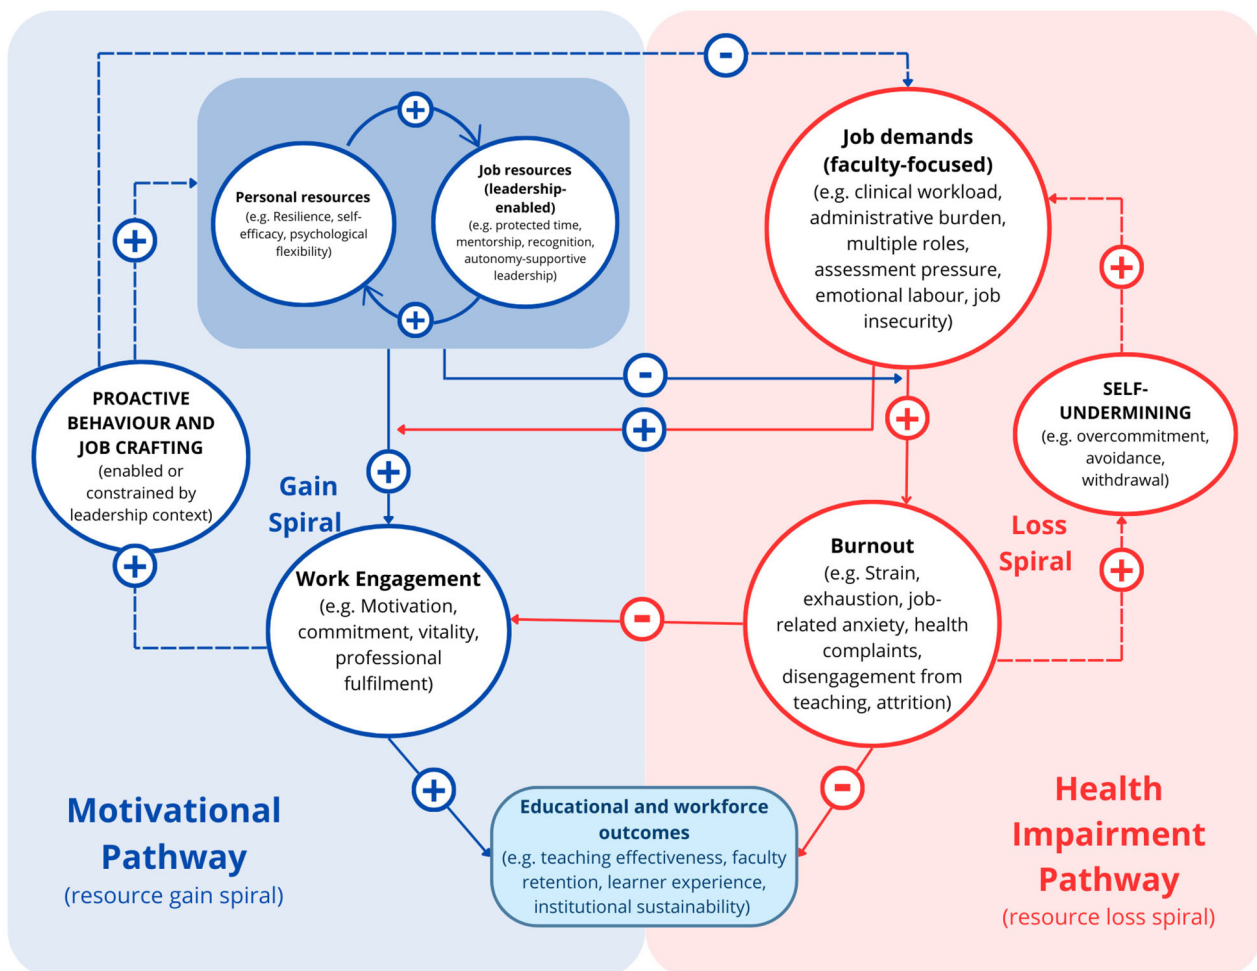 -
+
Personal resources
(e.g. Resilience, self-
efficacy, psychological
flexibility)
Job resources
(leadership-
enabled)
(e.g. protected time,
mentorship, recognition,
autonomy-supportive
leadership)
+
Job demands
(faculty-focused)
(e.g. clinical workload,
administrative burden,
multiple roles,
assessment pressure,
emotional labour, job
insecurity)
+
+
-
+
+
PROACTIVE
BEHAVIOUR AND
JOB CRAFTING
(enabled or
constrained by
leadership context)
+
SELF-
UNDERMINING
(e.g. overcommitment,
avoidance,
withdrawal)
+
Gain
Spiral
Loss
Spiral
+
+
Work Engagement
(e.g. Motivation,
commitment, vitality,
professional
fulfilment)
-
Burnout
(e.g. Strain,
exhaustion, job-
related anxiety, health
complaints,
disengagement from
teaching, attrition)
+
-
Motivational
Pathway
(resource gain spiral)
Educational and workforce
outcomes
(e.g. teaching effectiveness, faculty
retention, learner experience,
institutional sustainability)
Health
Impairment
Pathway
(resource loss spiral)